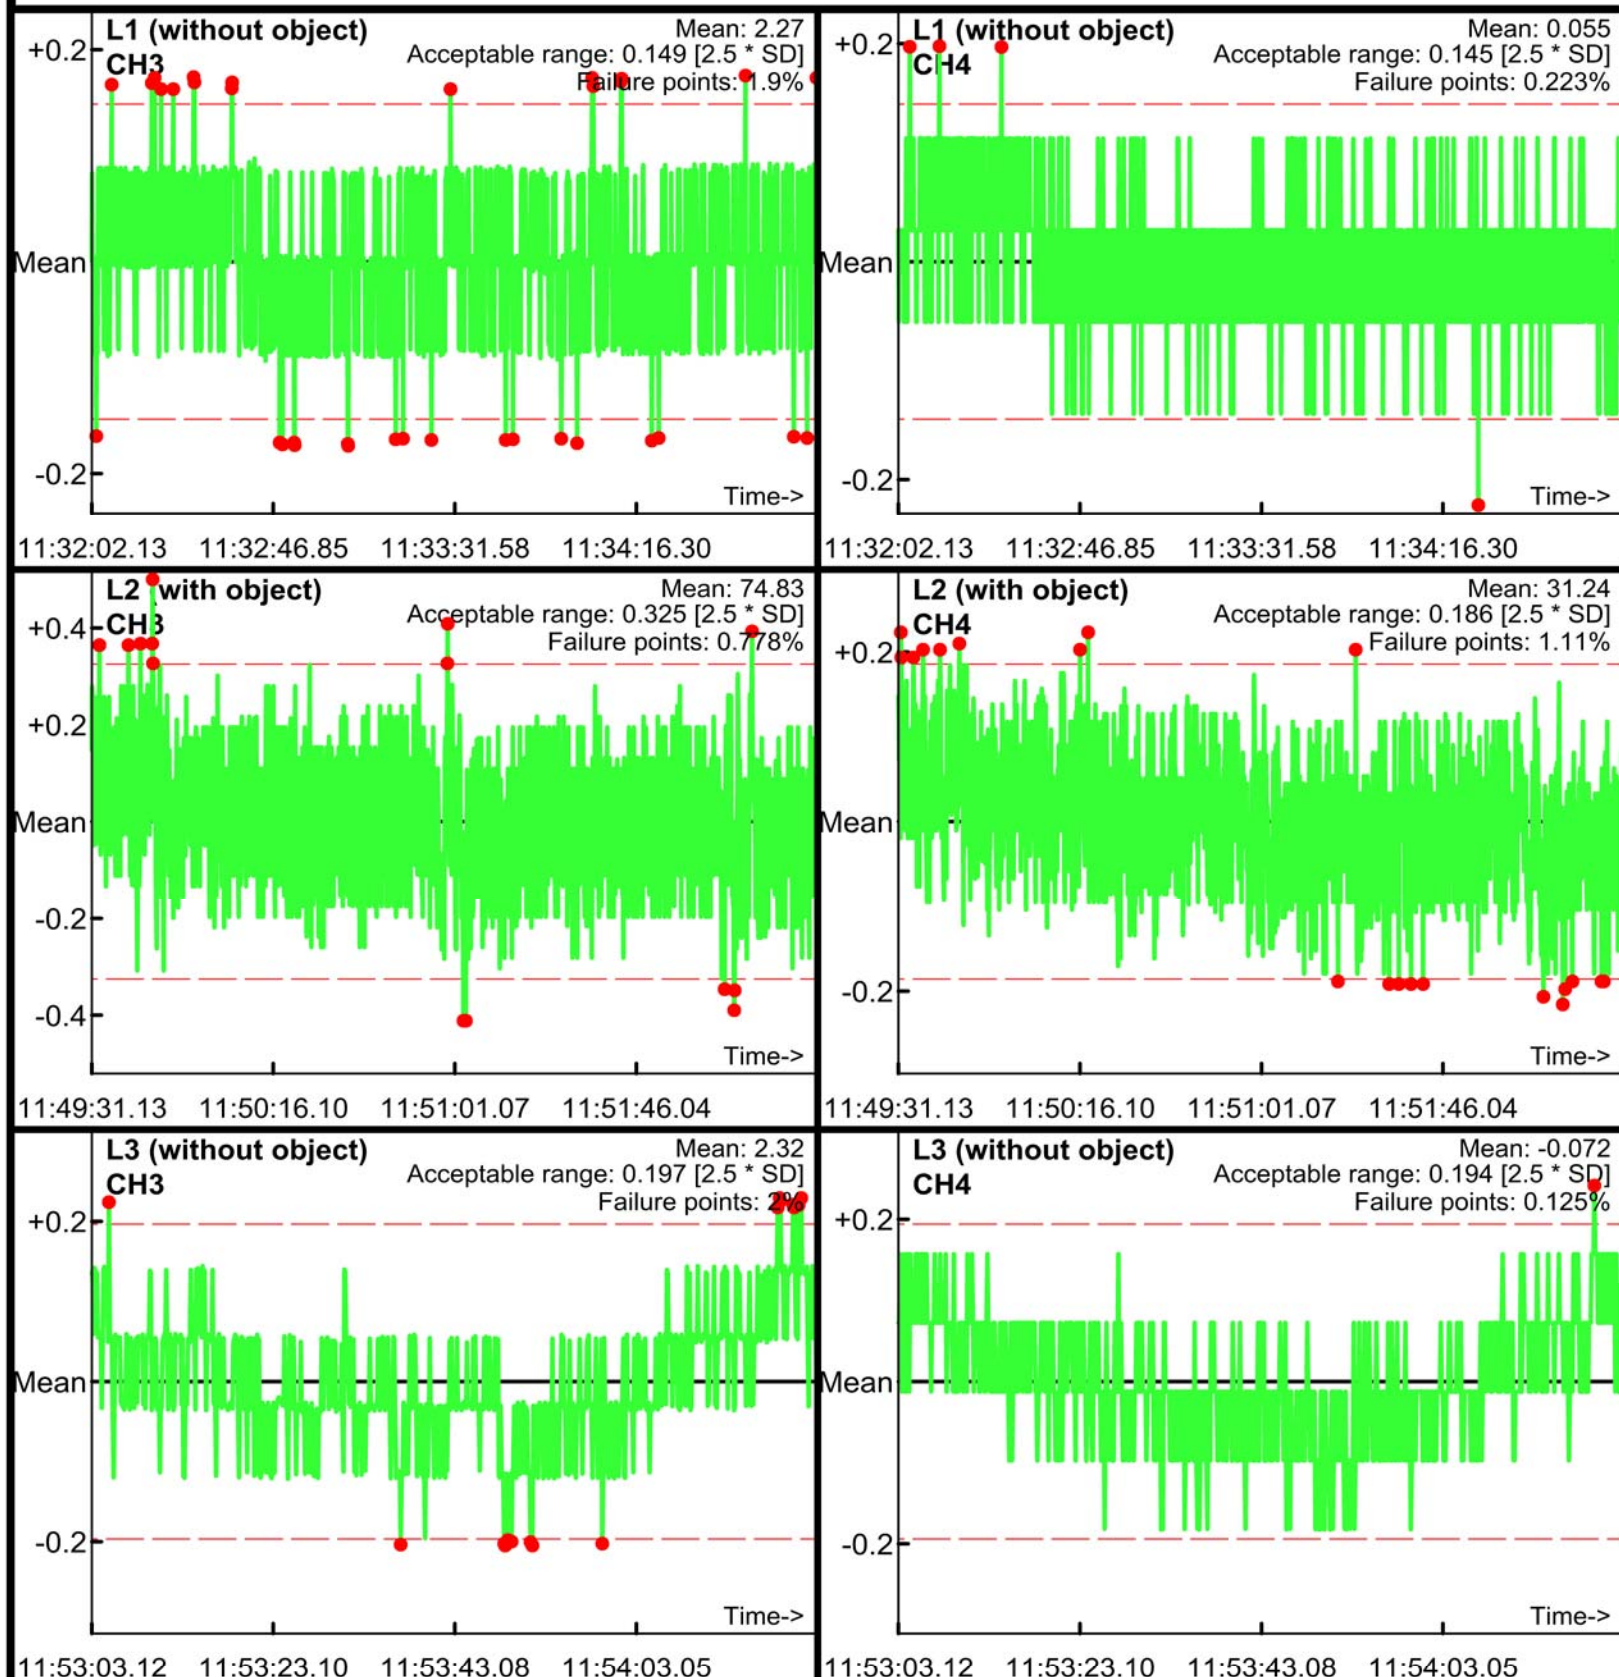 L1 (without object)
CH3
Mean: 2.27
Acceptable range: 0.149 [2.5 * SD]
Failure points: 1.9%
+0.2
Mean
-0.2
Time->
11:32:02.13 11:32:46.85 11:33:31.58 11:34:16.30
L1 (without object)
CH4
Mean: 0.055
Acceptable range: 0.145 [2.5 * SD]
Failure points: 0.223%
+0.2
Mean
-0.2
Time->
11:32:02.13 11:32:46.85 11:33:31.58 11:34:16.30
L2 (with object)
CH3
Mean: 74.83
Acceptable range: 0.325 [2.5 * SD]
Failure points: 0.778%
+0.4
+0.2
Mean
-0.2
-0.4
Time->
11:49:31.13 11:50:16.10 11:51:01.07 11:51:46.04
L2 (with object)
CH4
Mean: 31.24
Acceptable range: 0.186 [2.5 * SD]
Failure points: 1.11%
+0.2
Mean
-0.2
Time->
11:49:31.13 11:50:16.10 11:51:01.07 11:51:46.04
L3 (without object)
CH3
Mean: 2.32
Acceptable range: 0.197 [2.5 * SD]
Failure points: 2%
+0.2
Mean
-0.2
Time->
11:53:03.12 11:53:23.10 11:53:43.08 11:54:03.05
L3 (without object)
CH4
Mean: -0.072
Acceptable range: 0.194 [2.5 * SD]
Failure points: 0.125%
+0.2
Mean
-0.2
Time->
11:53:03.12 11:53:23.10 11:53:43.08 11:54:03.05